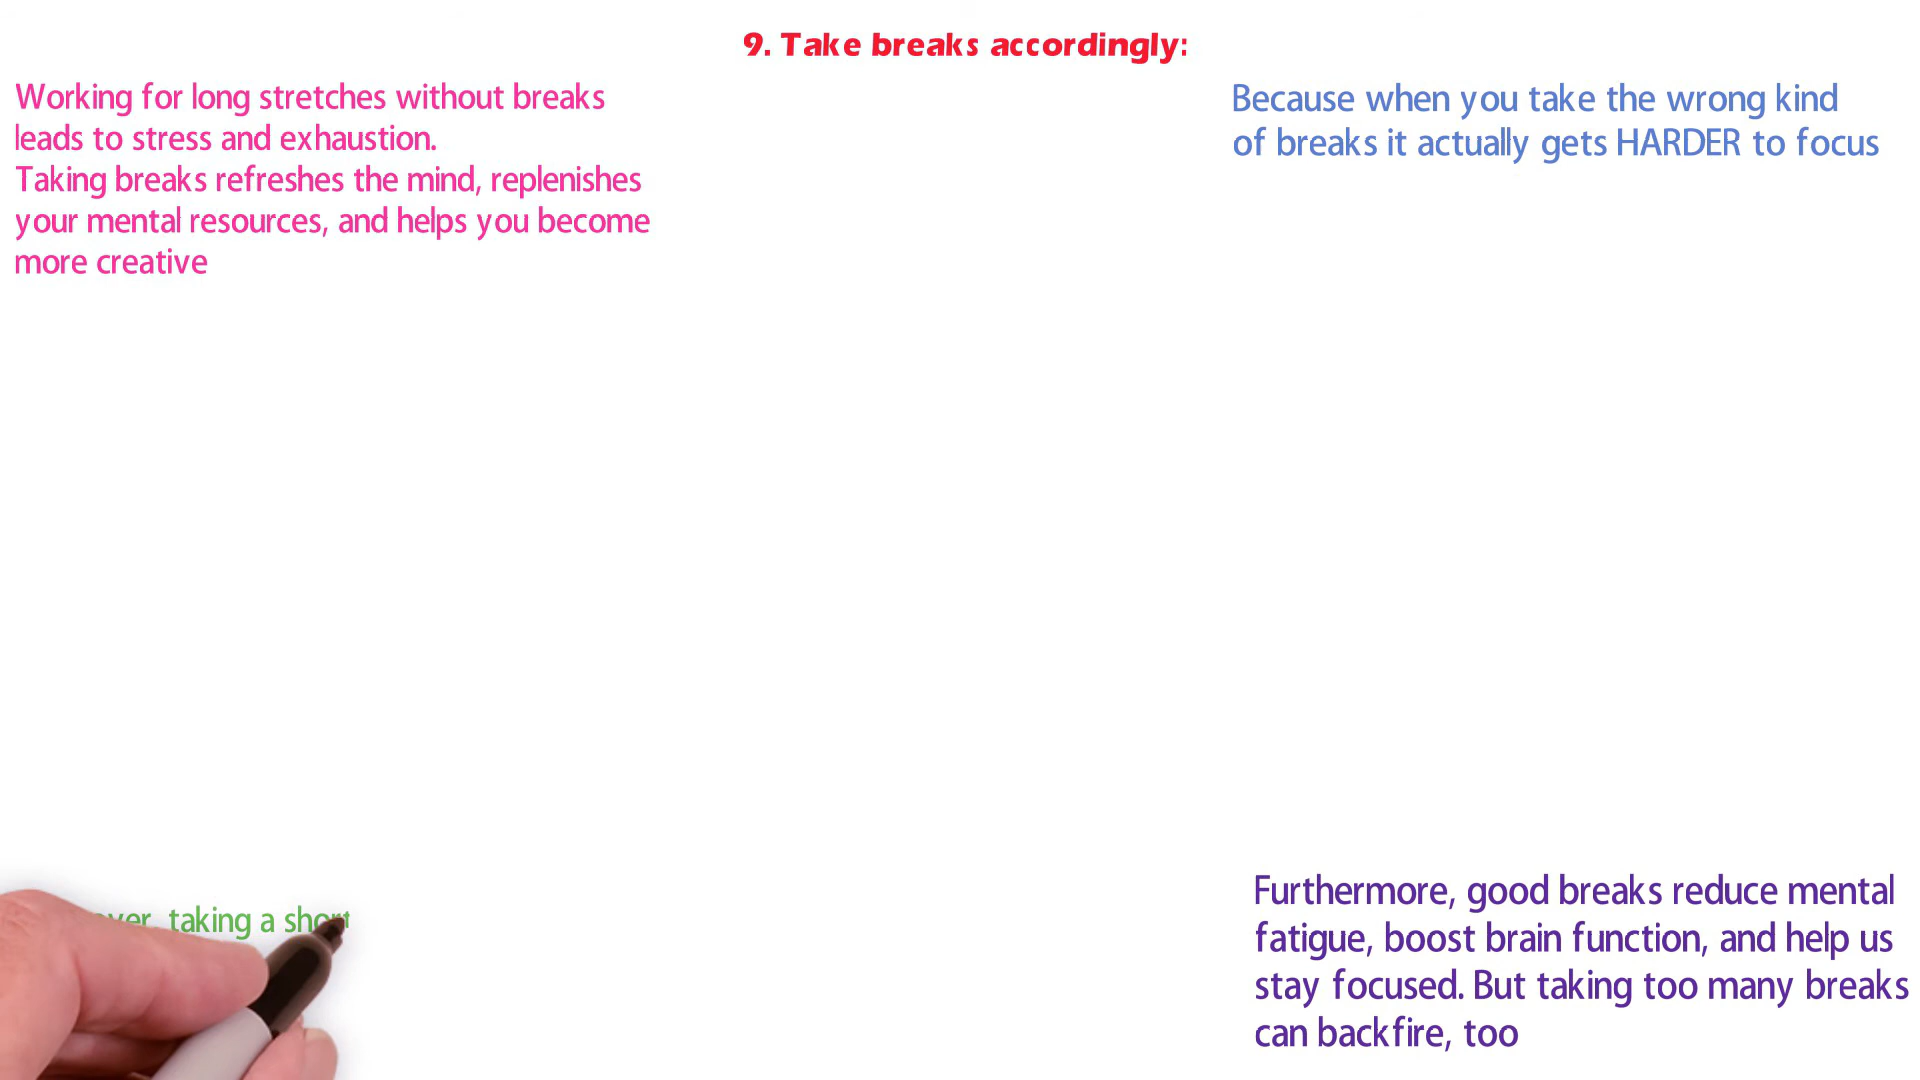 9. Take breaks accordingly:
Working for long stretches without breaks
leads to stress and exhaustion.
Taking breaks refreshes the mind, replenishes
your mental resources, and helps you become
more creative
Because when you take the wrong kind
of breaks it actually gets HARDER to focus
taking a short
Furthermore, good breaks reduce mental
fatigue, boost brain function, and help us
stay focused. But taking too many breaks
can backfire, too